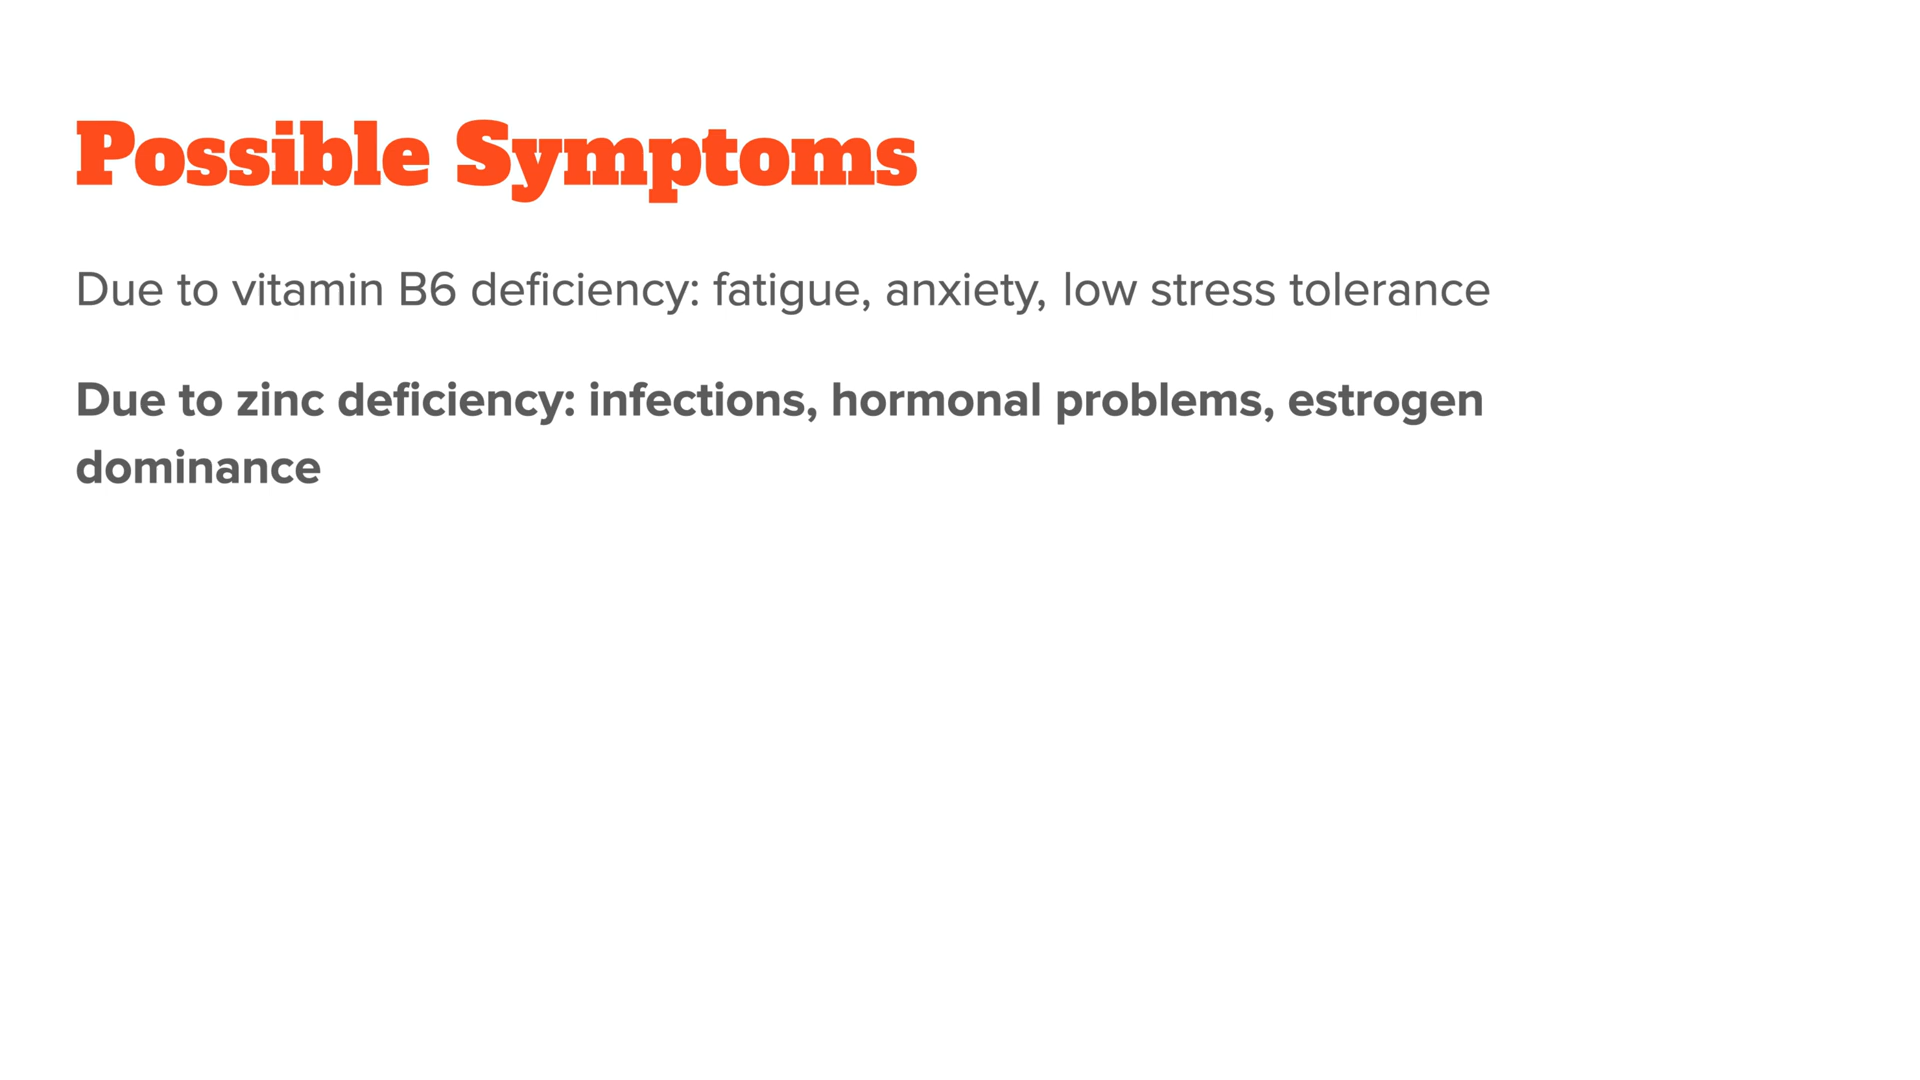 Possible Symptoms
Due to vitamin B6 deficiency: fatigue, anxiety, low stress tolerance
Due to zinc deficiency: infections, hormonal problems, estrogen
dominance